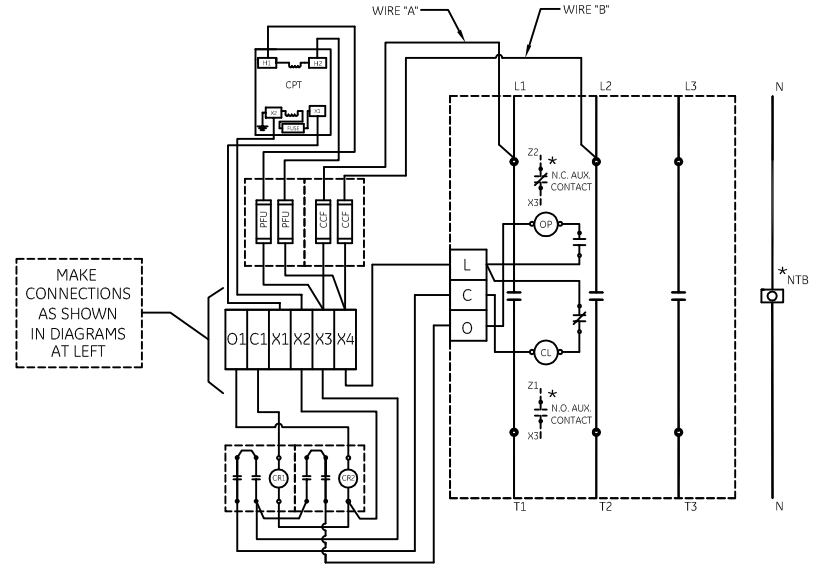 WIRE "A"
WIRE "B"
H1
H2
CPT
X2
X1
FUSE
L1
L2
L3
N
Z2
*
N.C. AUX.
CONTACT
X3
PFU
PFU
CCF
CCF
OP
L
C
O
*
NTB
MAKE
CONNECTIONS
AS SHOWN
IN DIAGRAMS
AT LEFT
O1
C1
X1
X2
X3
X4
CL
Z1
*
N.O. AUX.
CONTACT
X3
CR1
CR2
T1
T2
T3
N